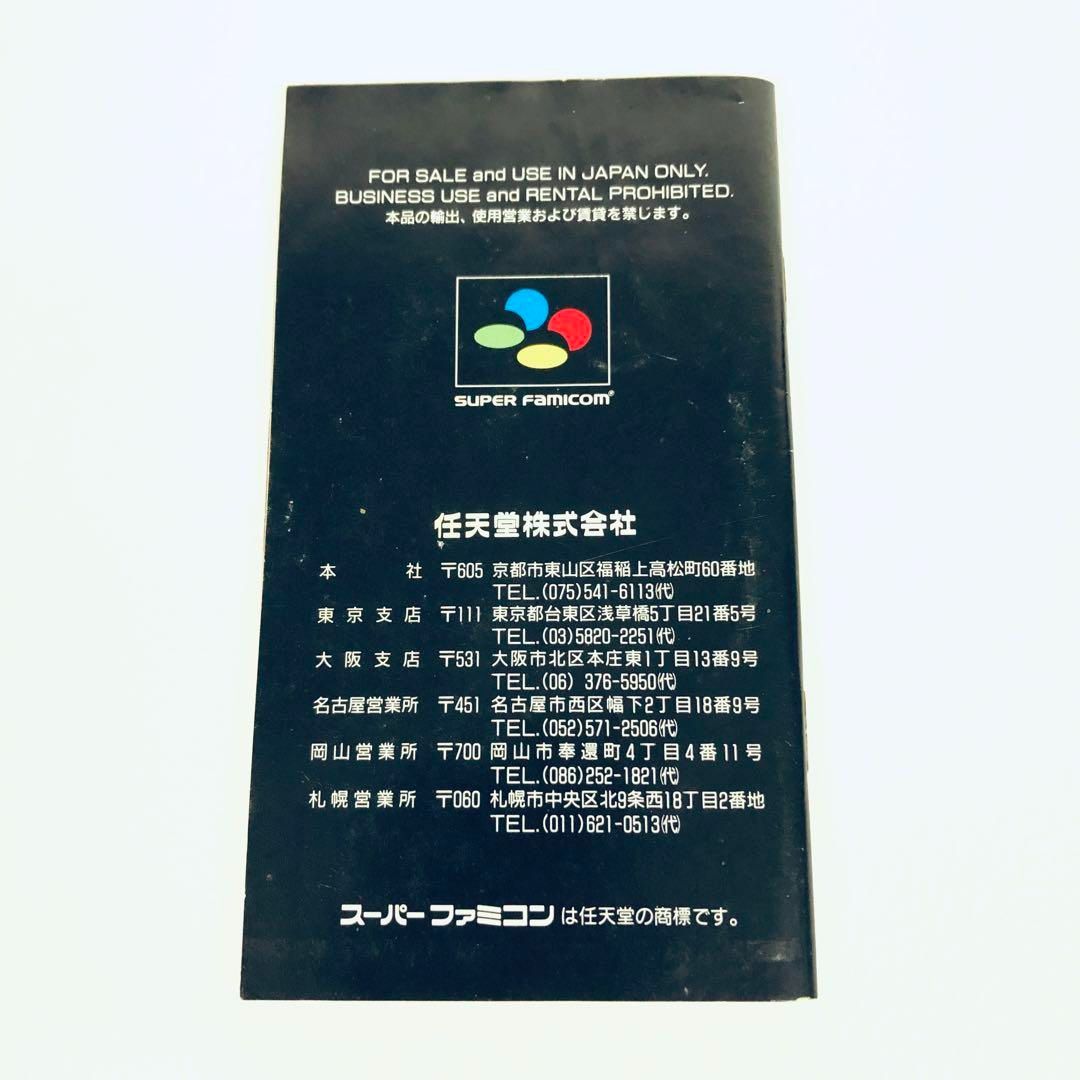 FOR SALE and USE IN JAPAN ONLY.
BUSINESS USE and RENTAL PROHIBITED.
本品の輸出、使用営業および賃貸を禁じます。
SUPER FAMICOM®
任天堂株式会社
本 社 〒605 京都市東山区福稲上高松町60番地
TEL.(075)541-6113(代)
東京支店 〒111 東京都台東区浅草橋5丁目21番5号
TEL.(03)5820-2251(代)
大阪支店 〒531 大阪市北区本庄東1丁目13番9号
TEL.(06) 376-5950(代)
名古屋営業所 〒451 名古屋市西区幅下2丁目18番9号
TEL.(052)571-2506(代)
岡山営業所 〒700 岡山市奉還町4丁目4番11号
TEL.(086)252-1821(代)
札幌営業所 〒060 札幌市中央区北9条西18丁目2番地
TEL.(011)621-0513(代)
スーパーファミコンは任天堂の商標です。